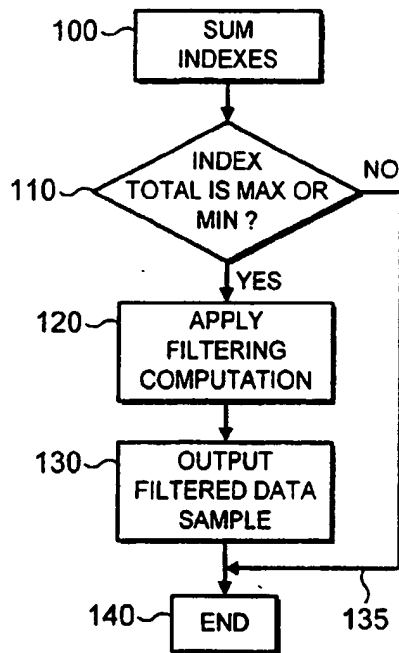 100
SUM
INDEXES
110
INDEX
TOTAL IS MAX OR
MIN ?
NO
YES
120
APPLY
FILTERING
COMPUTATION
130
OUTPUT
FILTERED DATA
SAMPLE
135
140
END